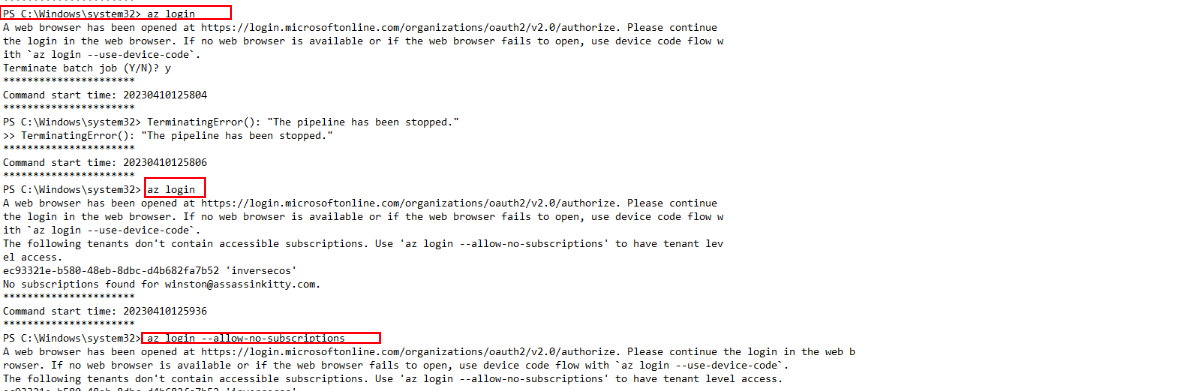 **********************
PS C:\Windows\system32> az login
A web browser has been opened at https://login.microsoftonline.com/organizations/oauth2/v2.0/authorize. Please continue
the login in the web browser. If no web browser is available or if the web browser fails to open, use device code flow w
ith `az login --use-device-code`.
Terminate batch job (Y/N)? y
**********************
Command start time: 20230410125804
**********************
PS C:\Windows\system32> TerminatingError(): "The pipeline has been stopped."
>> TerminatingError(): "The pipeline has been stopped."
**********************
Command start time: 20230410125806
**********************
PS C:\Windows\system32> az login
A web browser has been opened at https://login.microsoftonline.com/organizations/oauth2/v2.0/authorize. Please continue
the login in the web browser. If no web browser is available or if the web browser fails to open, use device code flow w
ith `az login --use-device-code`.
The following tenants don't contain accessible subscriptions. Use 'az login --allow-no-subscriptions' to have tenant lev
el access.
ec93321e-b580-48eb-8dbc-d4b682fa7b52 'inversecos'
No subscriptions found for winston@assassinkitty.com.
**********************
Command start time: 20230410125936
**********************
PS C:\Windows\system32> az login --allow-no-subscriptions
A web browser has been opened at https://login.microsoftonline.com/organizations/oauth2/v2.0/authorize. Please continue the login in the web b
rowser. If no web browser is available or if the web browser fails to open, use device code flow with `az login --use-device-code`.
The following tenants don't contain accessible subscriptions. Use 'az login --allow-no-subscriptions' to have tenant level access.